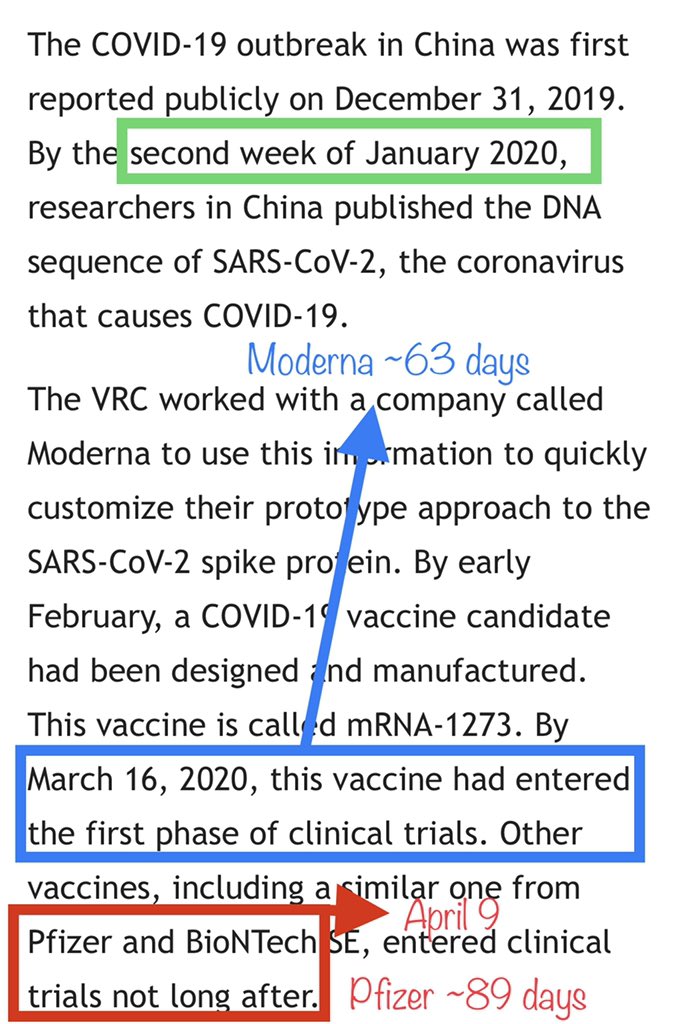 The COVID-19 outbreak in China was first
reported publicly on December 31, 2019.
By the second week of January 2020,
researchers in China published the DNA
sequence of SARS-CoV-2, the coronavirus
that causes COVID-19.
Moderna ~63 days
The VRC worked with a company called
Moderna to use this information to quickly
customize their prototype approach to the
SARS-CoV-2 spike protein. By early
February, a COVID-19 vaccine candidate
had been designed and manufactured.
This vaccine is called mRNA-1273. By
March 16, 2020, this vaccine had entered
the first phase of clinical trials. Other
vaccines, including a similar one from
April 9
Pfizer and BioNTech SE, entered clinical
trials not long after.
Pfizer ~89 days